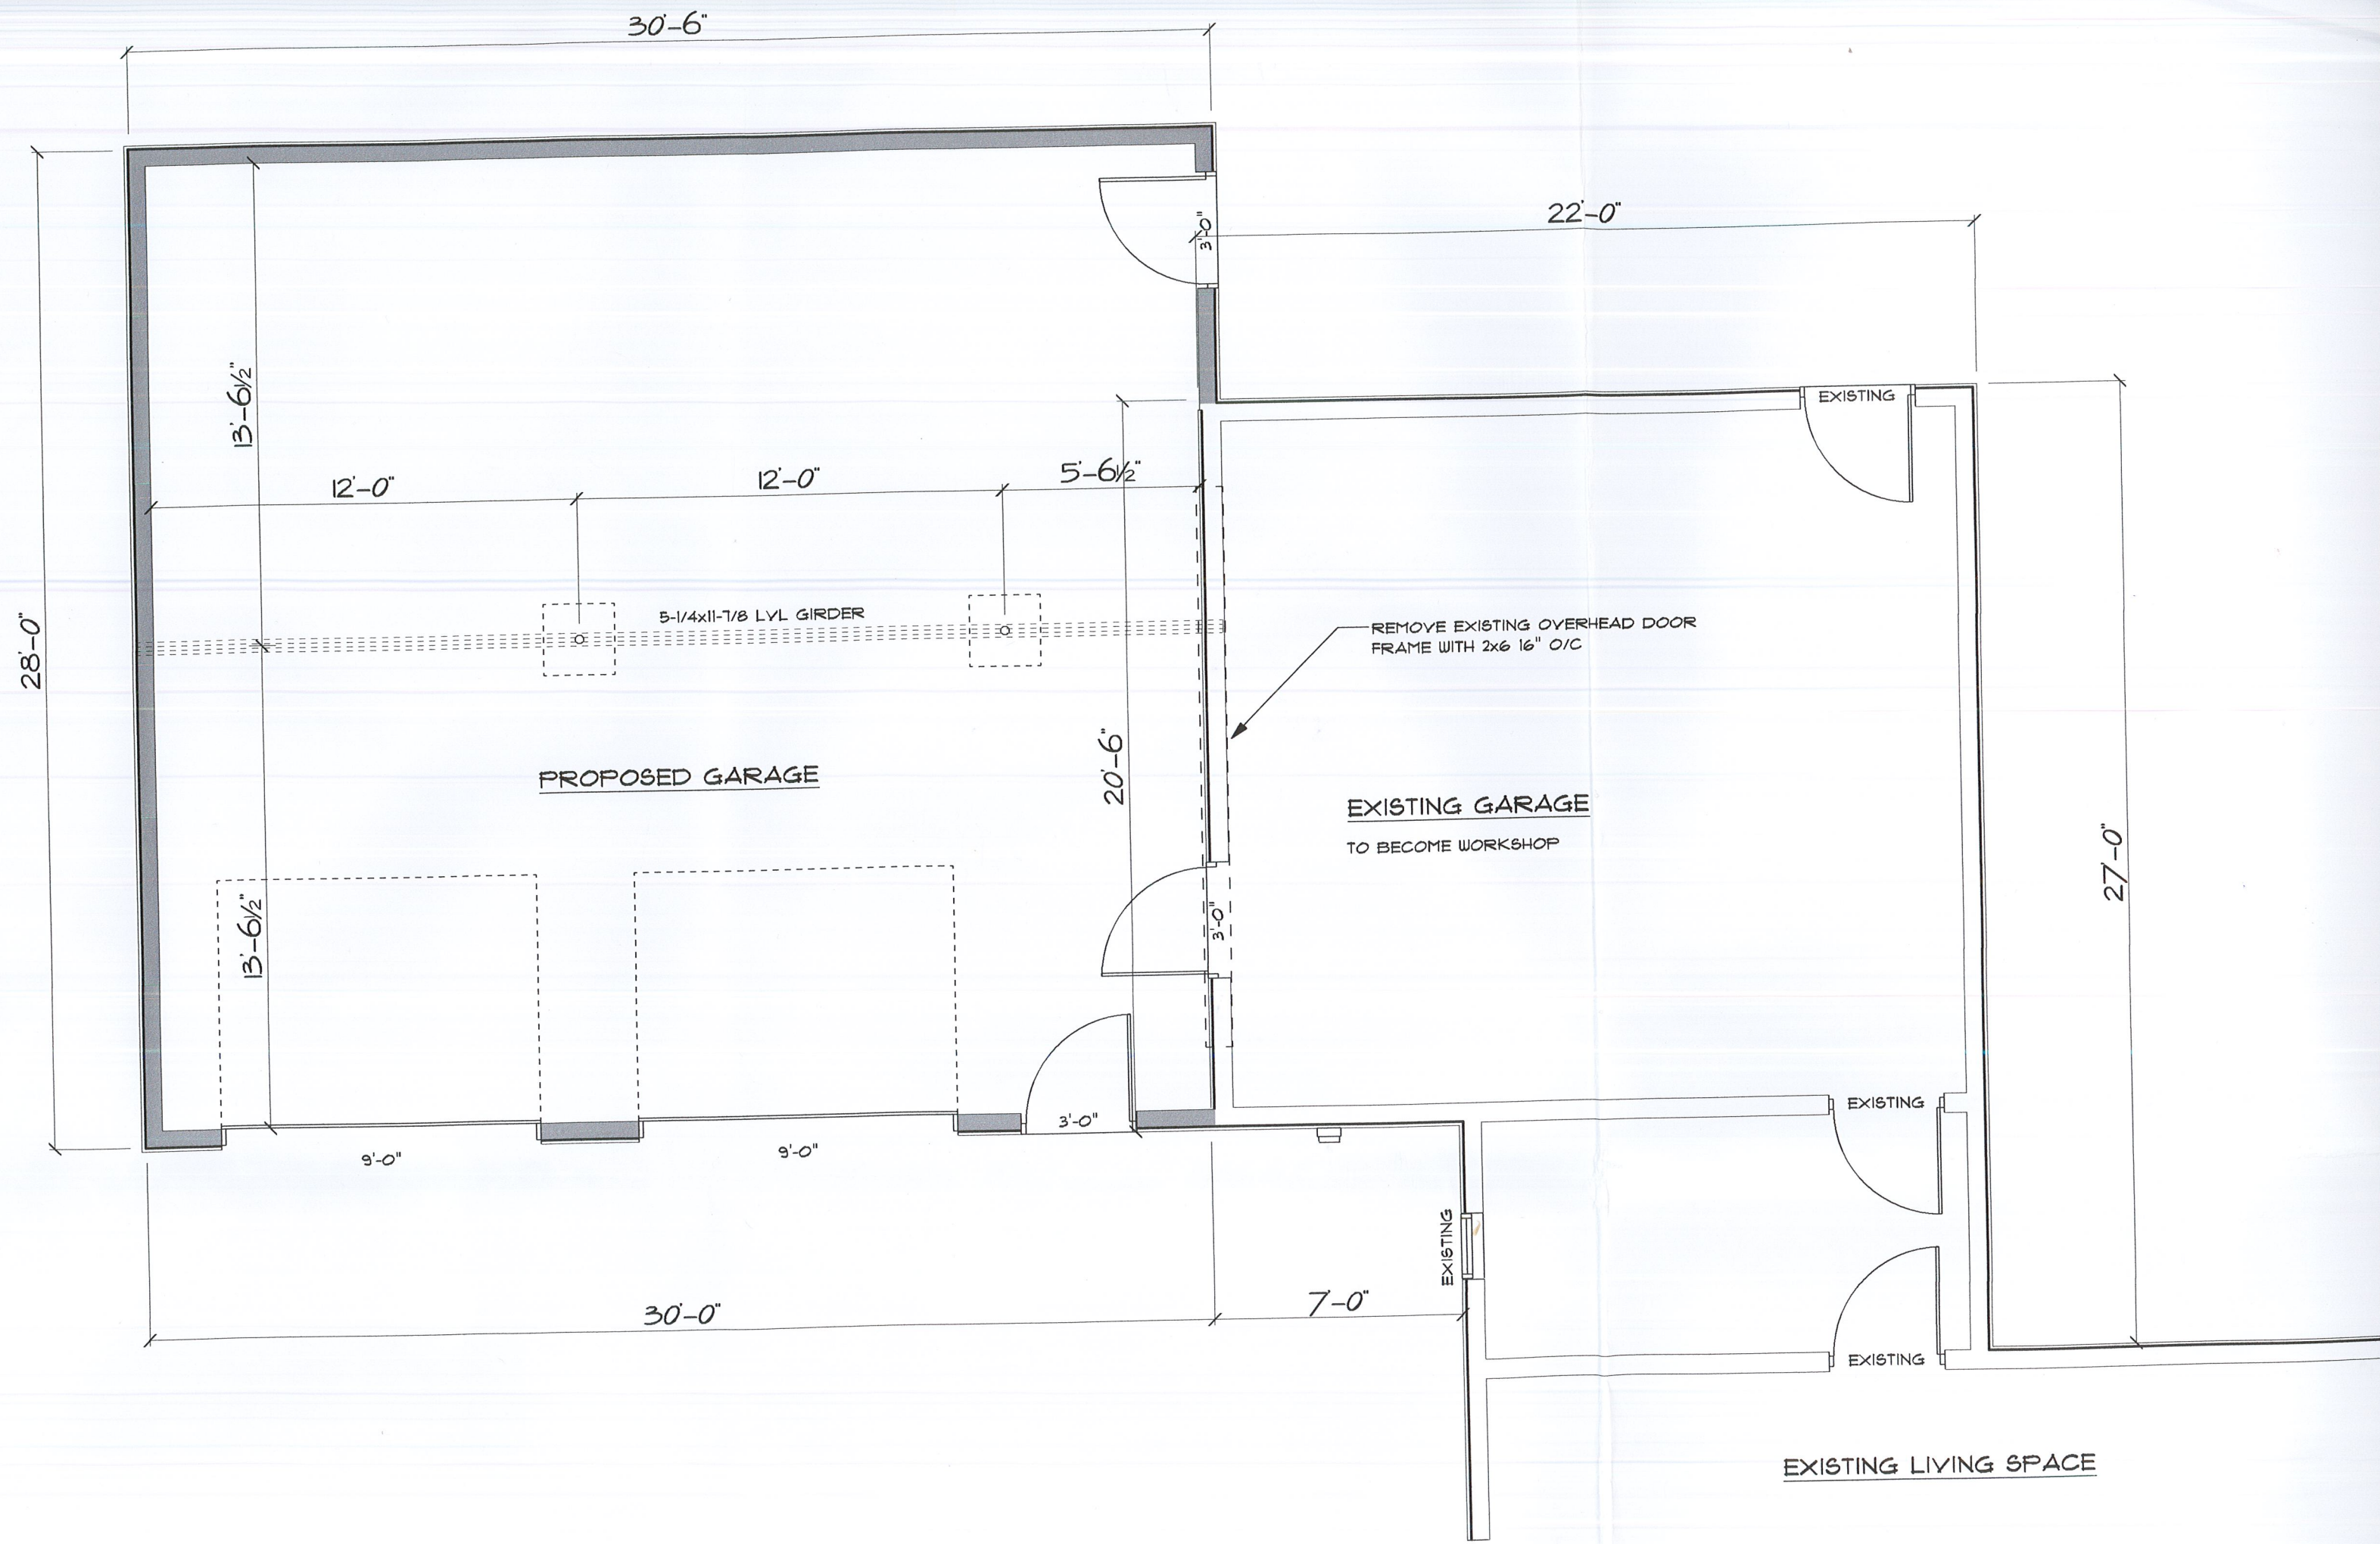 30'-6"
22'-0"
3'-0"
EXISTING
13'-6½"
12'-0"
12'-0"
5'-6½"
28'-0"
5-1/4x11-7/8 LVL GIRDER
REMOVE EXISTING OVERHEAD DOOR
FRAME WITH 2x6 16" O/C
PROPOSED GARAGE
20'-6"
EXISTING GARAGE
TO BECOME WORKSHOP
27'-0"
13'-6½"
3'-0"
3'-0"
EXISTING
9'-0"
9'-0"
EXISTING
30'-0"
7'-0"
EXISTING
EXISTING LIVING SPACE